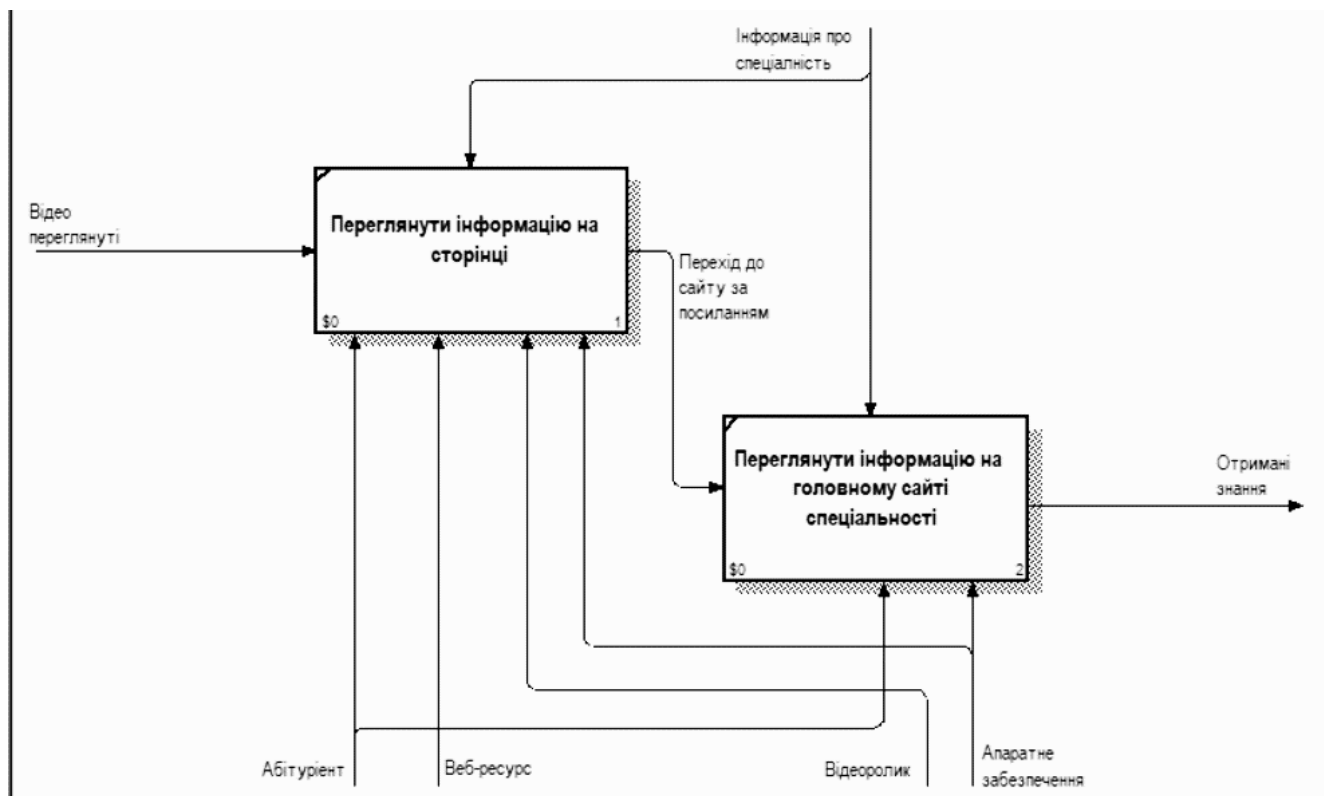 Інформація про
спеціалність
Відео
переглянуті
Переглянути інформацію на
сторінці
$0
1
Перехід до
сайту за
посиланням
Переглянути інформацію на
головному сайті
спеціальності
$0
2
Отримані
знання
Абітурієнт
Веб-ресурс
Відеоролик
Апаратне
забезпечення